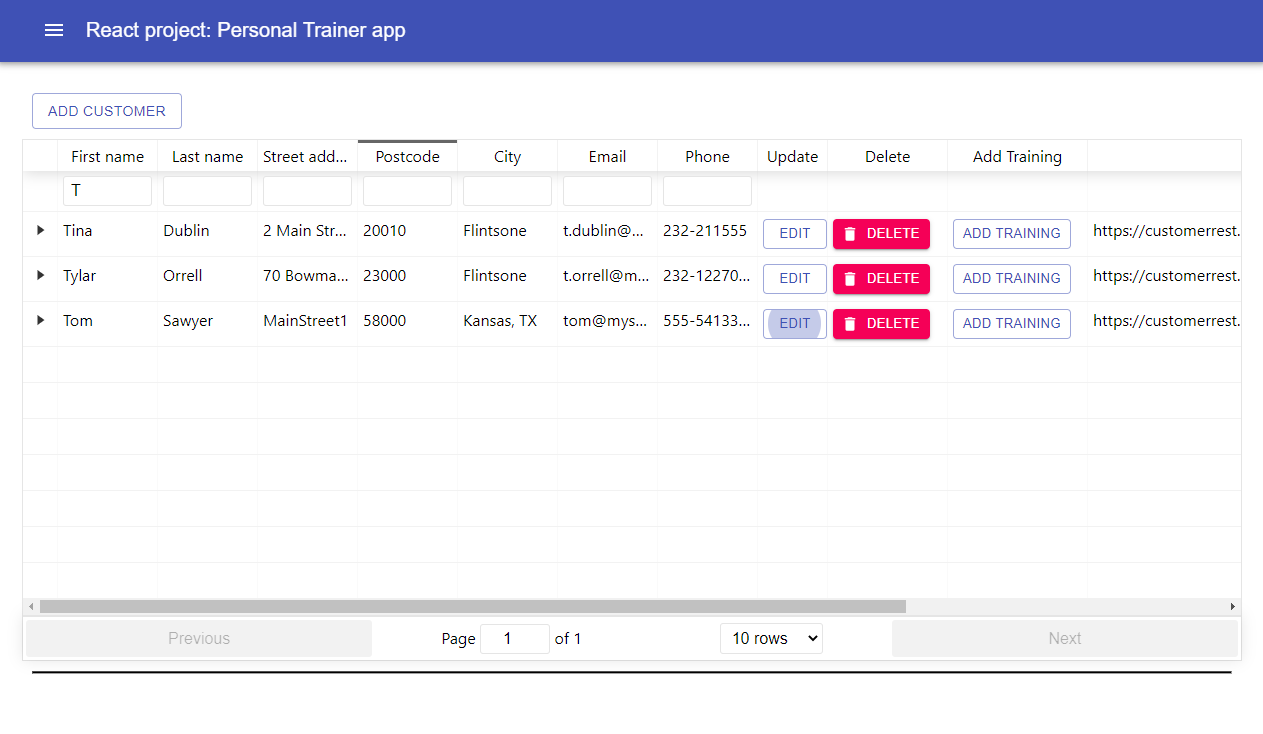 React project: Personal Trainer app
ADD CUSTOMER
First name Last name Street add... Postcode City Email Phone Update Delete Add Training
T
Tina Dublin 2 Main Str... 20010 Flintsone t.dublin@... 232-211555 EDIT DELETE ADD TRAINING https://customerrest.
Tylar Orrell 70 Bowma... 23000 Flintsone t.orrell@m... 232-12270... EDIT DELETE ADD TRAINING https://customerrest.
Tom Sawyer MainStreet1 58000 Kansas, TX tom@mys... 555-54133... EDIT DELETE ADD TRAINING https://customerrest.
Previous Page 1 of 1 10 rows Next